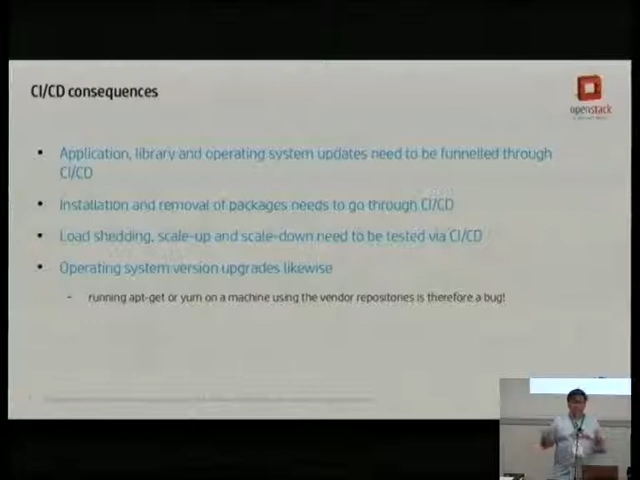 CI/CD consequences
openstack
• Application, library and operating system updates need to be funnelled through
CI/CD
• Installation and removal of packages needs to go through CI/CD
• Load shedding, scale-up and scale-down need to be tested via CI/CD
• Operating system version upgrades likewise
- running apt-get or yum on a machine using the vendor repositories is therefore a bug!